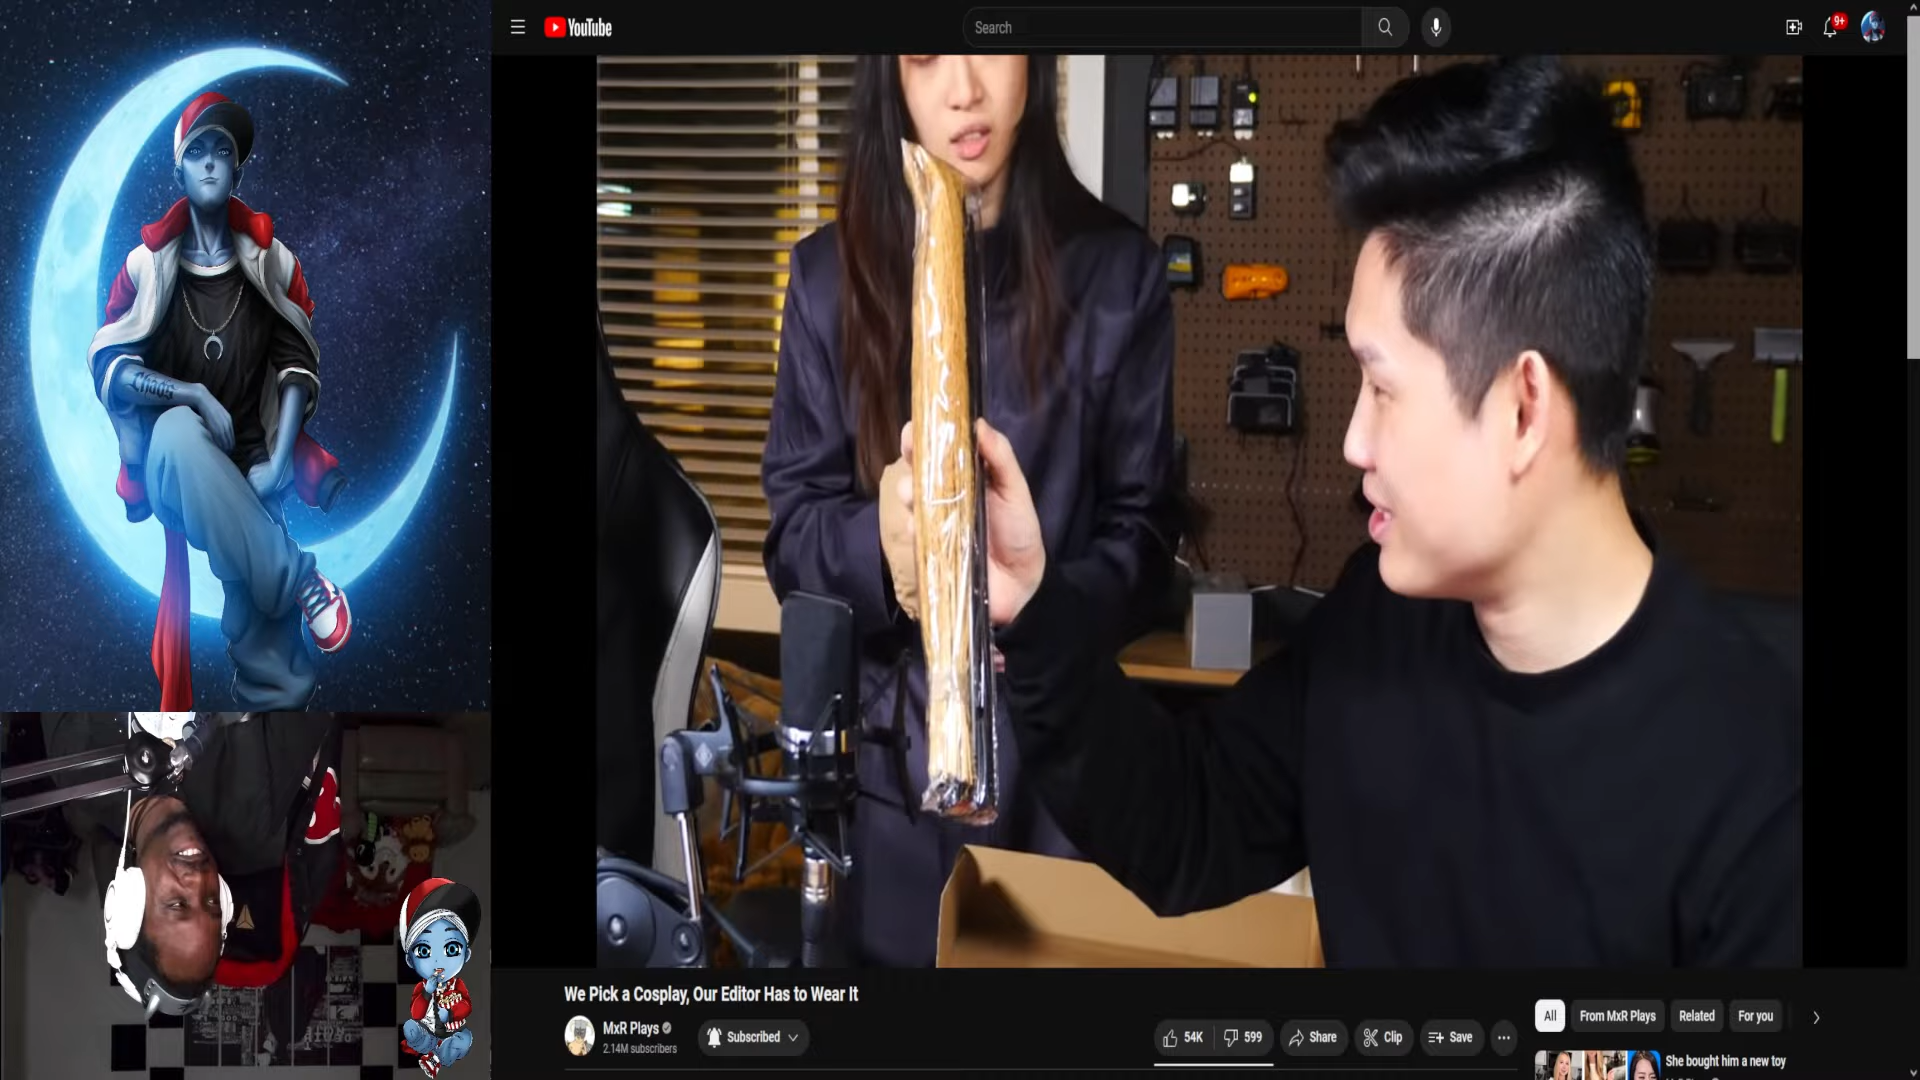 YouTube
Search
9+
Chaos
We Pick a Cosplay, Our Editor Has to Wear It
MxR Plays
2.14M subscribers
Subscribed
54K
599
Share
Clip
Save
All
From MxR Plays
Related
For you
She bought him a new toy